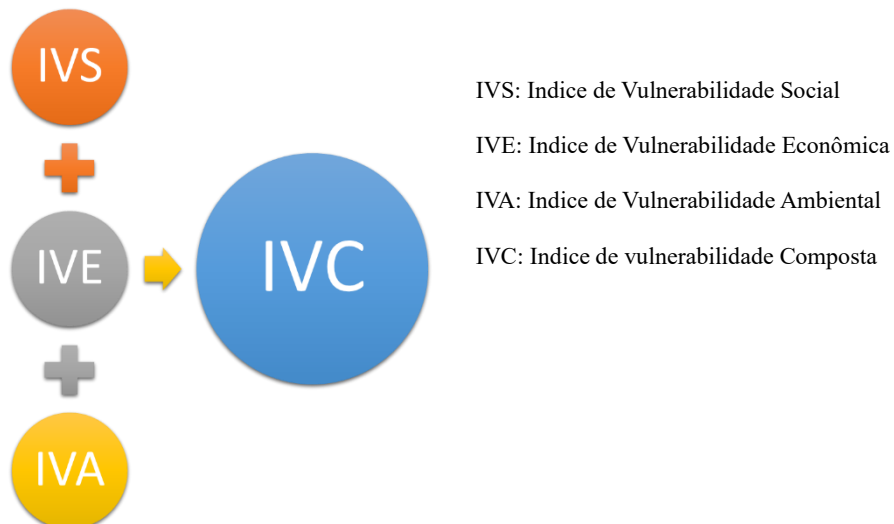 IVS
IVE
IVA
IVC
IVS: Indice de Vulnerabilidade Social
IVE: Indice de Vulnerabilidade Econômica
IVA: Indice de Vulnerabilidade Ambiental
IVC: Indice de vulnerabilidade Composta